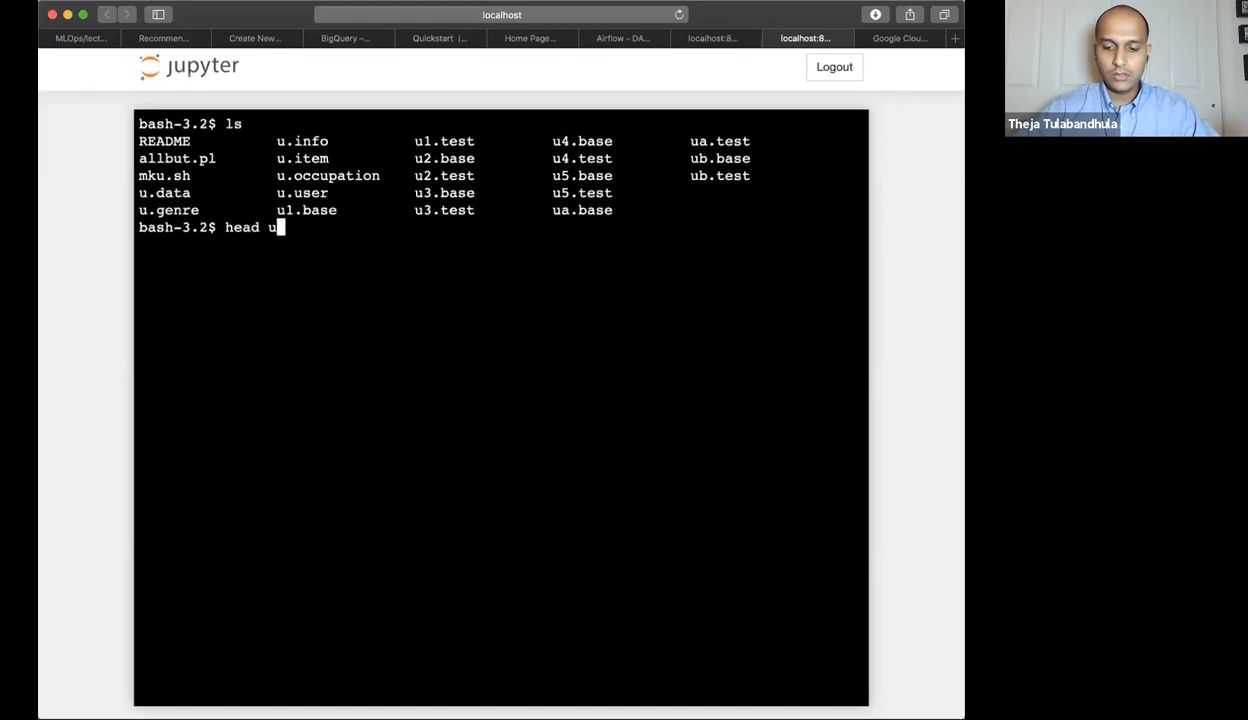 localhost
MLOps/lect...
Recommen...
Create New...
BigQuery –...
Quickstart |...
Home Page...
Airflow - DA...
localhost:8...
localhost:8...
Google Clou...
jupyter
Logout
Theja Tulabandhula
bash-3.2$ ls
README u.info u1.test u4.base ua.test
allbut.pl u.item u2.base u4.test ub.base
mku.sh u.occupation u2.test u5.base ub.test
u.data u.user u3.base u5.test
u.genre u1.base u3.test ua.base
bash-3.2$ head u